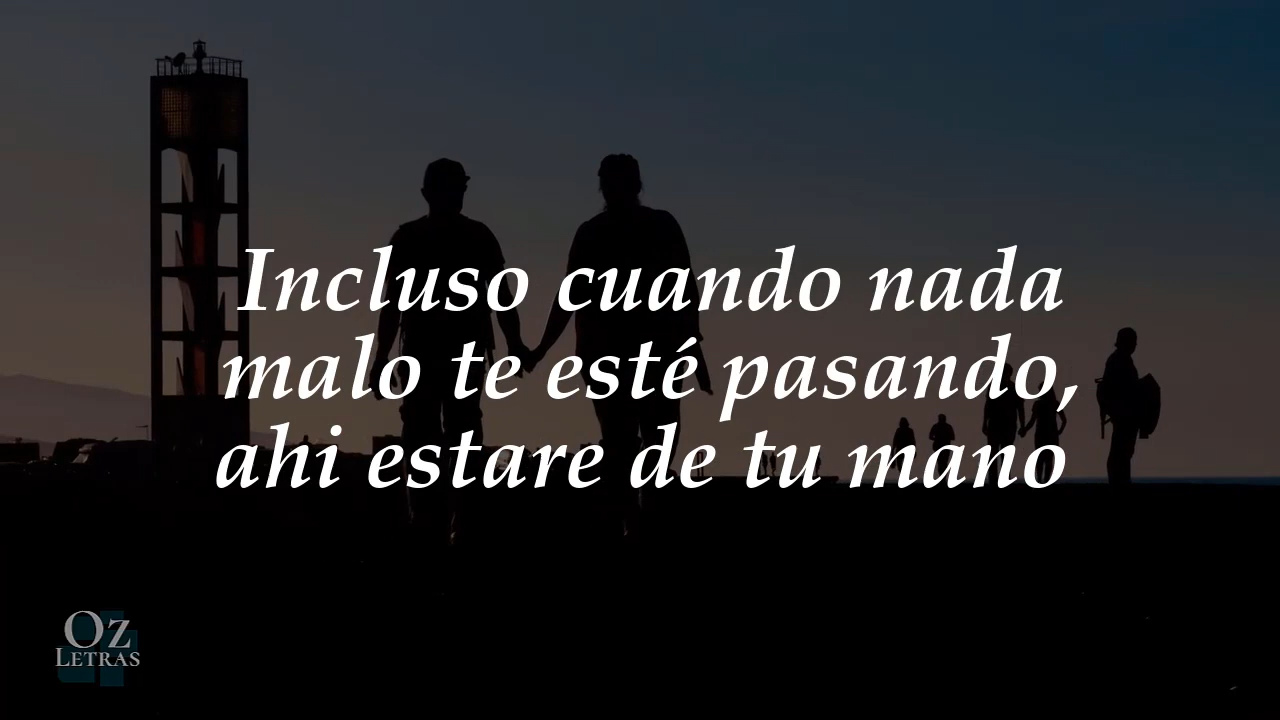 Incluso cuando nada
malo te esté pasando,
ahi estare de tu mano
Oz
LETRAS